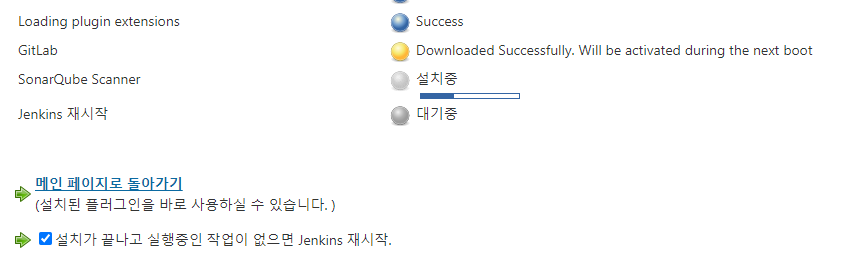 Loading plugin extensions Success
GitLab Downloaded Successfully. Will be activated during the next boot
SonarQube Scanner 설치중
Jenkins 재시작 대기중
메인 페이지로 돌아가기
(설치된 플러그인을 바로 사용하실 수 있습니다. )
설치가 끝나고 실행중인 작업이 없으면 Jenkins 재시작.